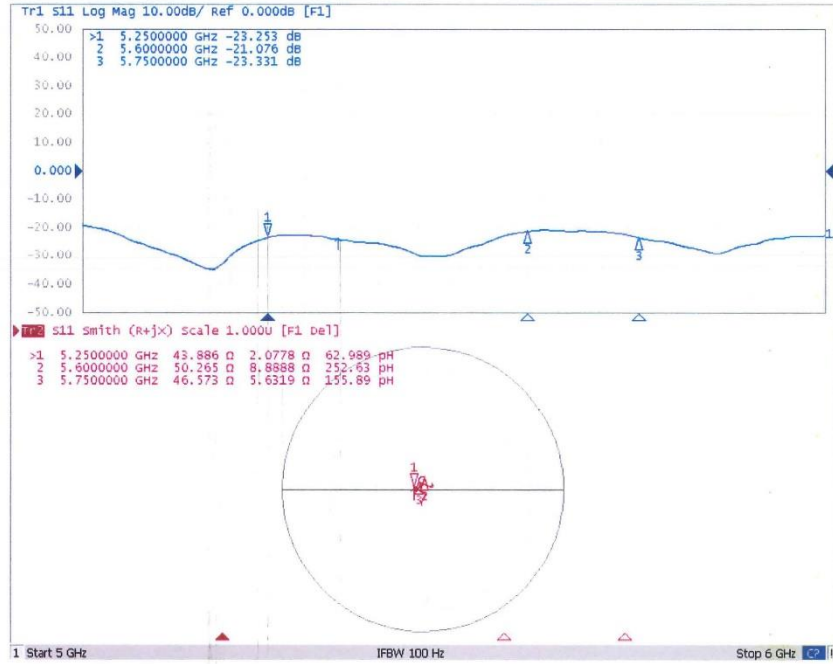 Tr1 S11 Log Mag 10.00dB/ Ref 0.000dB [F1]
50.00
>1 5.2500000 GHz -23.253 dB
2 5.6000000 GHz -21.076 dB
3 5.7500000 GHz -23.331 dB
40.00
30.00
20.00
10.00
0.000
-10.00
-20.00
1
2
3
1
-30.00
-40.00
-50.00
Tr2 S11 Smith (R+jX) Scale 1.000U [F1 Del]
>1 5.2500000 GHz 43.886 Ω 2.0778 Ω 62.989 pH
2 5.6000000 GHz 50.265 Ω 8.8888 Ω 252.63 pH
3 5.7500000 GHz 46.573 Ω 5.6319 Ω 155.89 pH
1
1 Start 5 GHz IFBW 100 Hz Stop 6 GHz C?